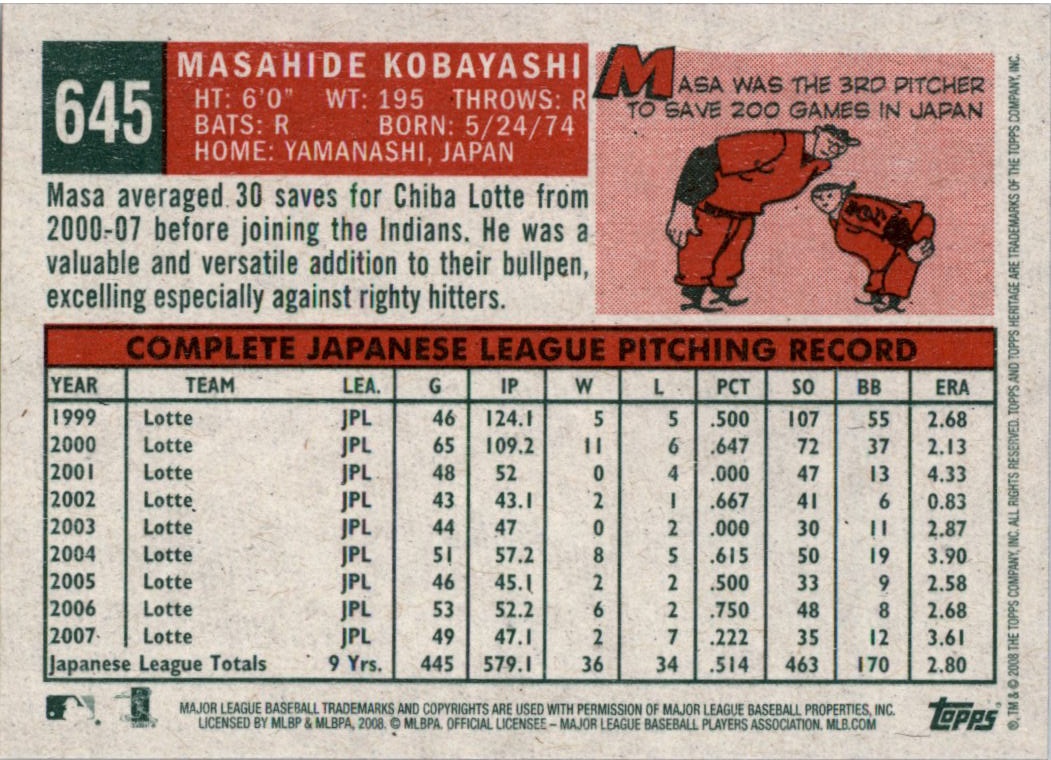 645
MASAHIDE KOBAYASHI
HT: 6'0" WT: 195 THROWS: R
BATS: R BORN: 5/24/74
HOME: YAMANASHI, JAPAN
MASA WAS THE 3RD PITCHER
TO SAVE 200 GAMES IN JAPAN
Masa averaged 30 saves for Chiba Lotte from
2000-07 before joining the Indians. He was a
valuable and versatile addition to their bullpen,
excelling especially against righty hitters.
COMPLETE JAPANESE LEAGUE PITCHING RECORD
YEAR TEAM LEA. G IP W L PCT SO BB ERA
1999 Lotte JPL 46 124.1 5 5 .500 107 55 2.68
2000 Lotte JPL 65 109.2 11 6 .647 72 37 2.13
2001 Lotte JPL 48 52 0 4 .000 47 13 4.33
2002 Lotte JPL 43 43.1 2 1 .667 41 6 0.83
2003 Lotte JPL 44 47 0 2 .000 30 11 2.87
2004 Lotte JPL 51 57.2 8 5 .615 50 19 3.90
2005 Lotte JPL 46 45.1 2 2 .500 33 9 2.58
2006 Lotte JPL 53 52.2 6 2 .750 48 8 2.68
2007 Lotte JPL 49 47.1 2 7 .222 35 12 3.61
Japanese League Totals 9 Yrs. 445 579.1 36 34 .514 463 170 2.80
MAJOR LEAGUE BASEBALL TRADEMARKS AND COPYRIGHTS ARE USED WITH PERMISSION OF MAJOR LEAGUE BASEBALL PROPERTIES, INC.
LICENSED BY MLBP & MLBPA, 2008. © MLBPA. OFFICIAL LICENSEE – MAJOR LEAGUE BASEBALL PLAYERS ASSOCIATION. MLB.COM
Topps
®, TM & © 2008 THE TOPPS COMPANY, INC. ALL RIGHTS RESERVED. TOPPS AND TOPPS HERITAGE ARE TRADEMARKS OF THE TOPPS COMPANY, INC.